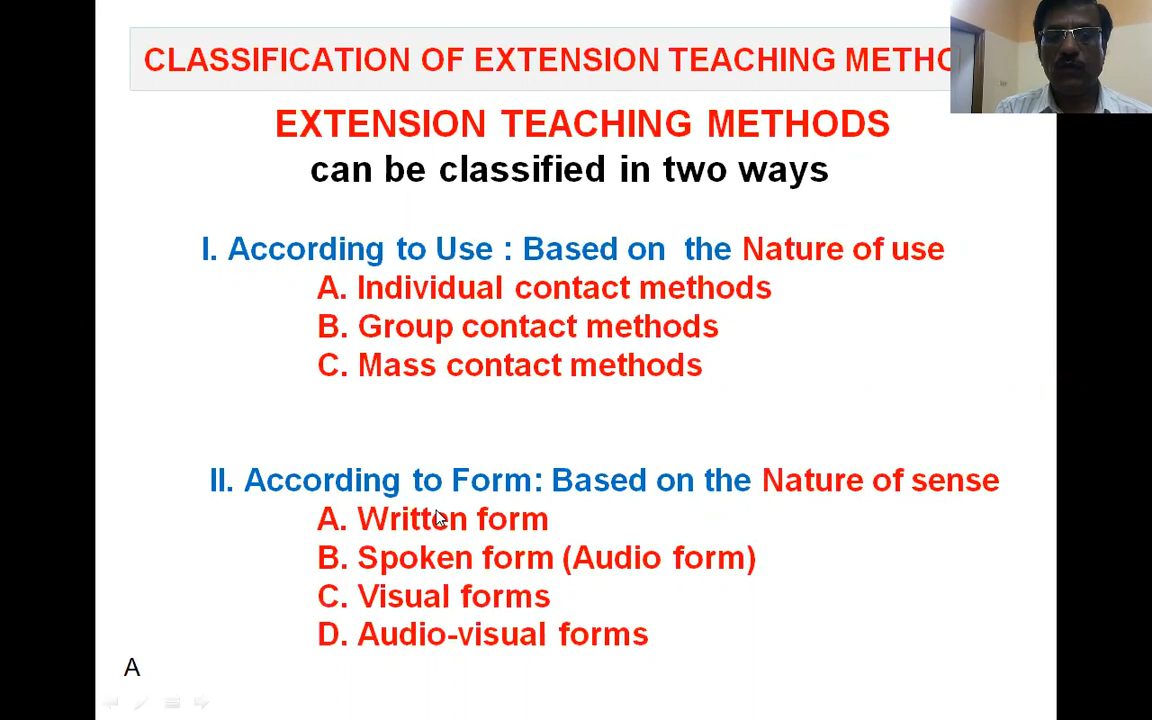 CLASSIFICATION OF EXTENSION TEACHING
EXTENSION TEACHING METHODS
can be classified in two ways
I. According to Use : Based on the Nature of use
A. Individual contact methods
B. Group contact methods
C. Mass contact methods
II. According to Form: Based on the Nature of sense
A. Written form
B. Spoken form (Audio form)
C. Visual forms
D. Audio-visual forms
A